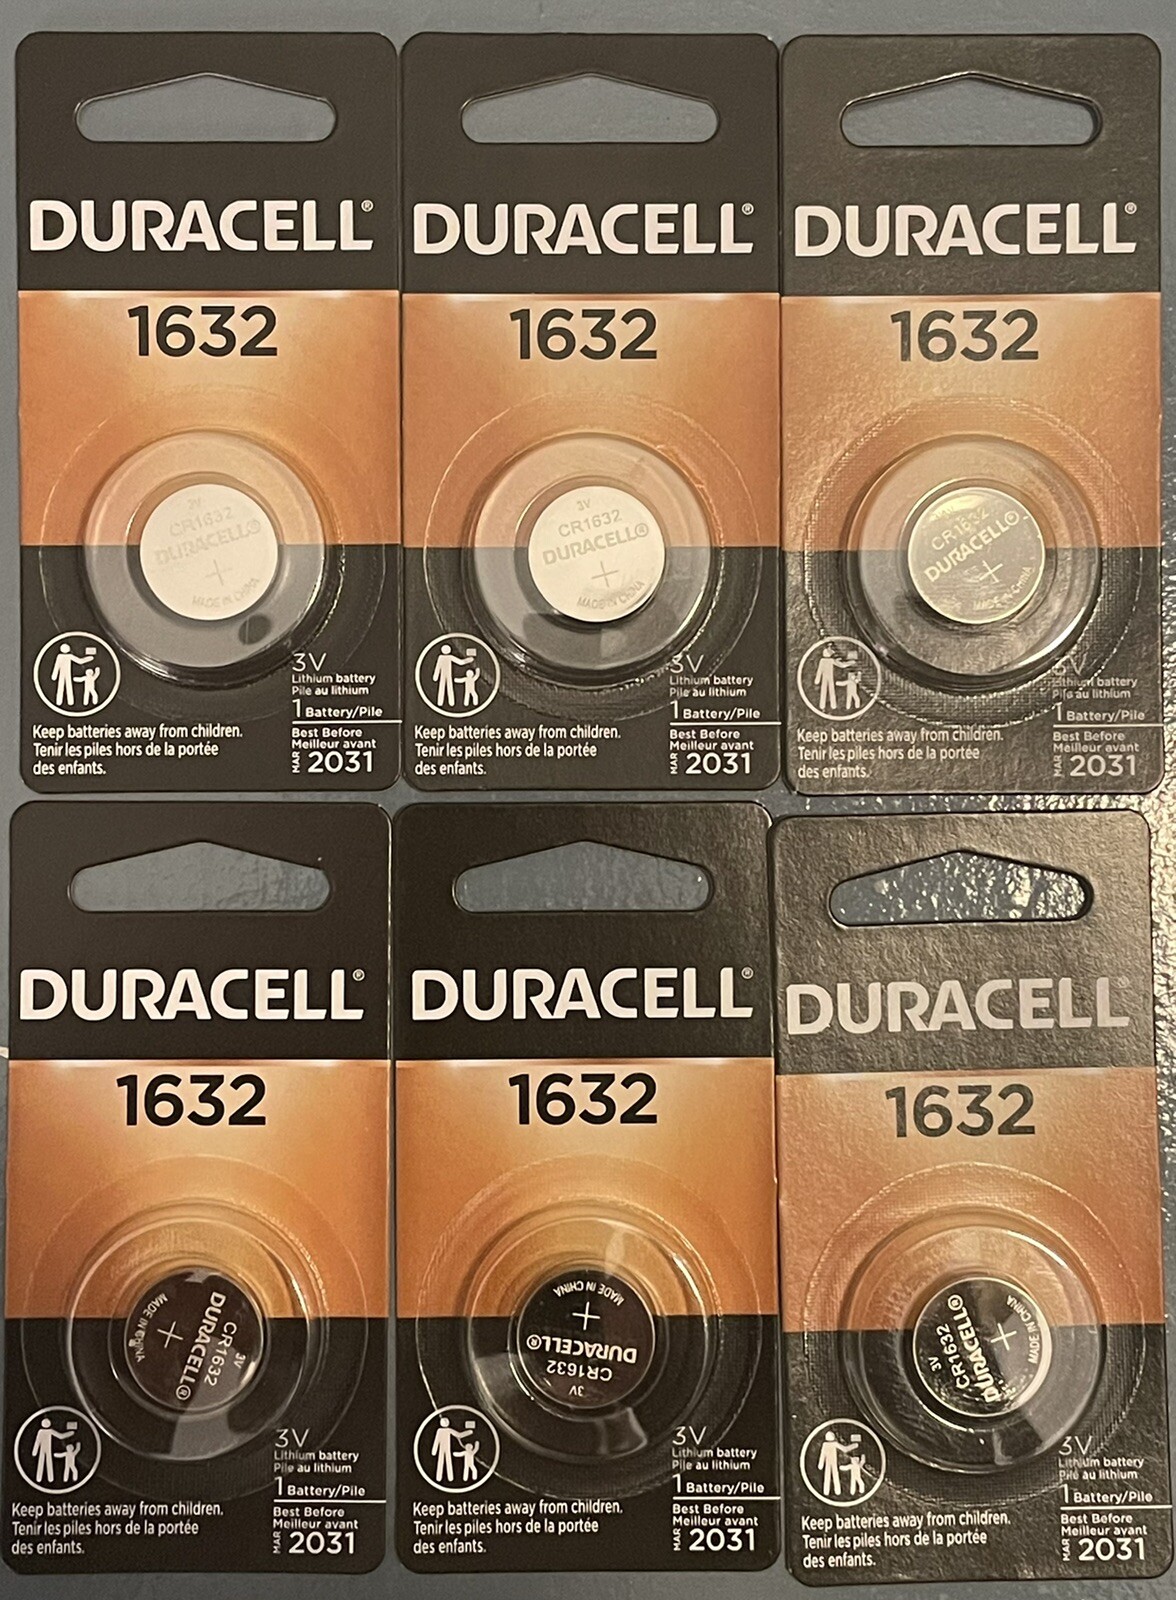 DURACELL®
1632
3V
CR1632
DURACELL®
+
MADE IN CHINA
3V
Lithium battery
Pile au lithium
1 Battery/Pile
Keep batteries away from children.
Tenir les piles hors de la portée
des enfants.
Best Before
Meilleur avant
MAR 2031
DURACELL®
1632
3V
CR1632
DURACELL®
+
MADE IN CHINA
3V
Lithium battery
Pile au lithium
1 Battery/Pile
Keep batteries away from children.
Tenir les piles hors de la portée
des enfants.
Best Before
Meilleur avant
MAR 2031
DURACELL®
1632
CR1632
DURACELL®
+
MADE IN CHINA
3V
Lithium battery
Pile au lithium
1 Battery/Pile
Keep batteries away from children.
Tenir les piles hors de la portée
des enfants.
Best Before
Meilleur avant
MAR 2031
DURACELL®
1632
3V
CR1632
DURACELL®
+
MADE IN CHINA
3V
Lithium battery
Pile au lithium
1 Battery/Pile
Keep batteries away from children.
Tenir les piles hors de la portée
des enfants.
Best Before
Meilleur avant
MAR 2031
DURACELL®
1632
3V
CR1632
DURACELL®
+
MADE IN CHINA
3V
Lithium battery
Pile au lithium
1 Battery/Pile
Keep batteries away from children.
Tenir les piles hors de la portée
des enfants.
Best Before
Meilleur avant
MAR 2031
DURACELL®
1632
3V
CR1632
DURACELL®
+
MADE IN CHINA
3V
Lithium battery
Pile au lithium
1 Battery/Pile
Keep batteries away from children.
Tenir les piles hors de la portée
des enfants.
Best Before
Meilleur avant
MAR 2031